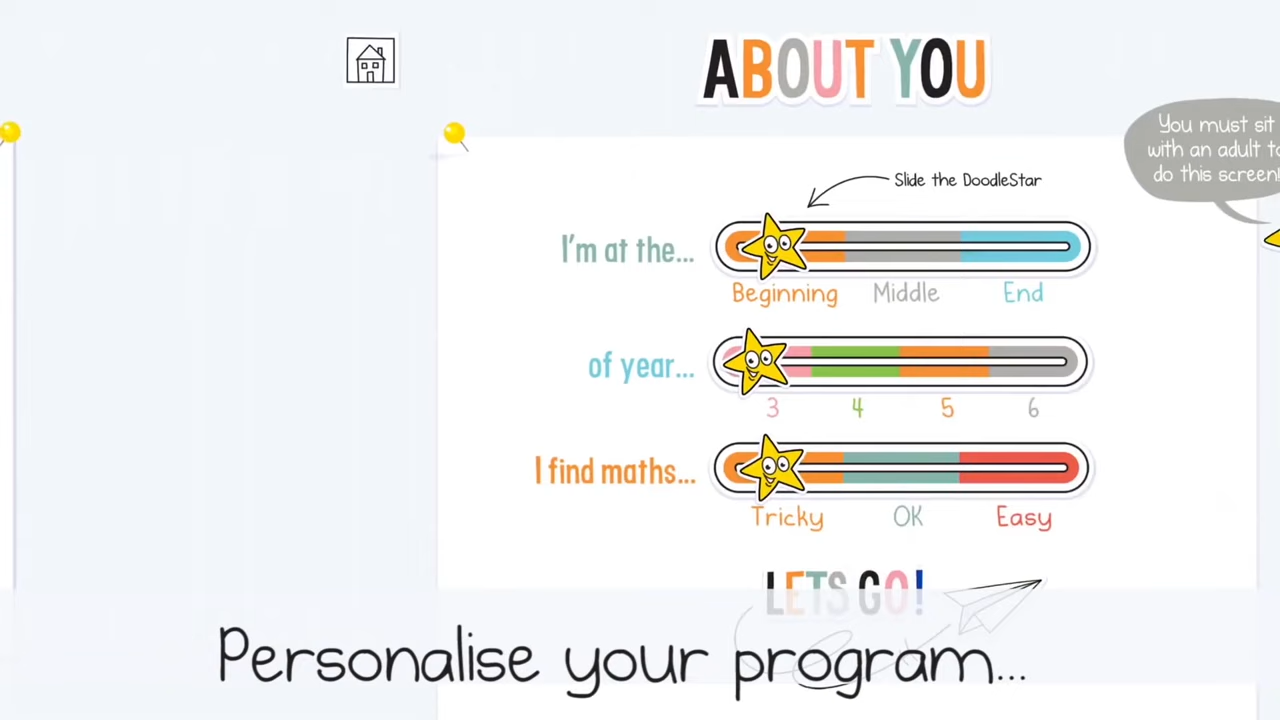 ABOUT YOU
You must sit
with an adult to
do this screen!
Slide the DoodleStar
I'm at the...
Beginning Middle End
of year...
3 4 5 6
I find maths...
Tricky OK Easy
LETS GO!
Personalise your program...